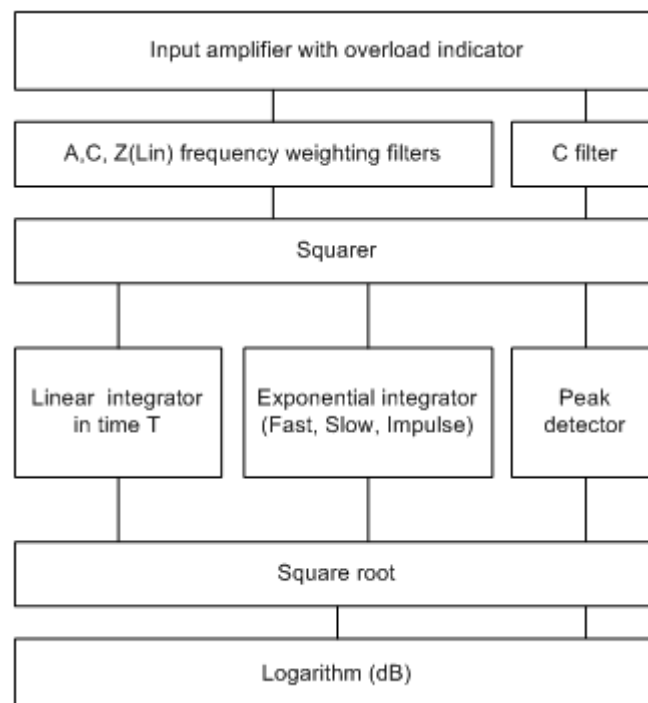 Input amplifier with overload indicator
A,C, Z(Lin) frequency weighting filters
C filter
Squarer
Linear integrator
in time T
Exponential integrator
(Fast, Slow, Impulse)
Peak
detector
Square root
Logarithm (dB)